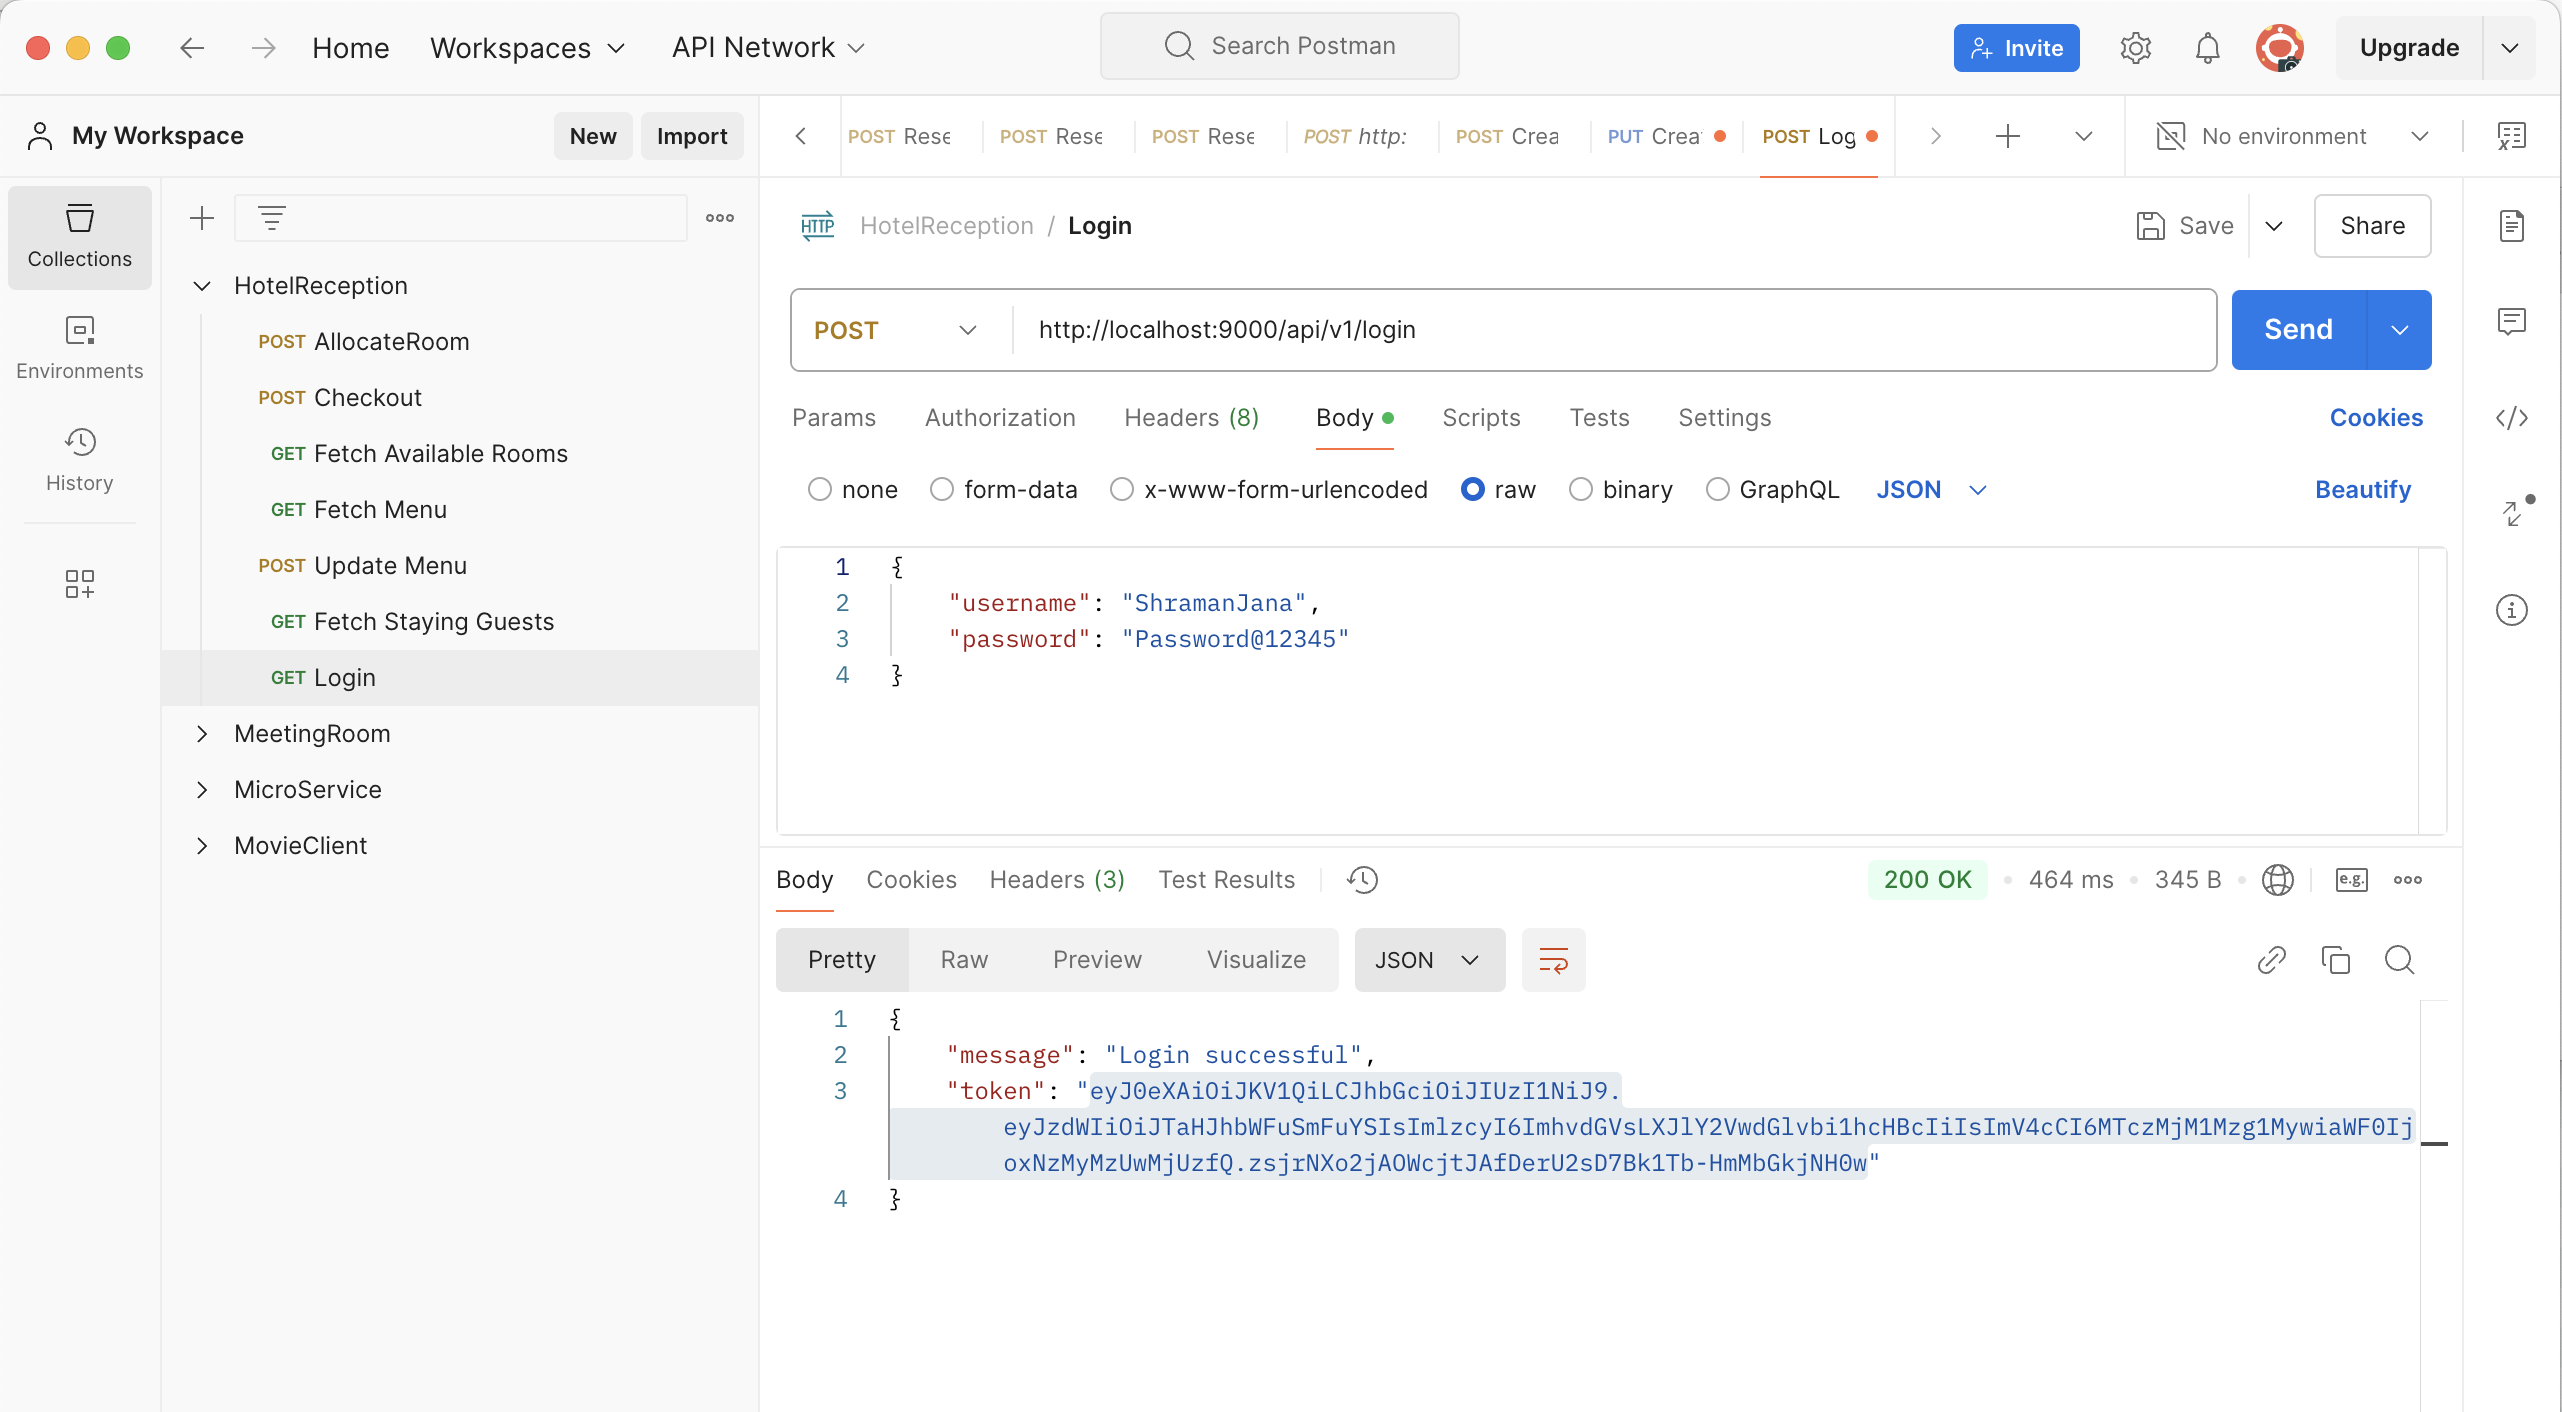 Home
Workspaces
API Network
Search Postman
Invite
Upgrade
My Workspace
New
Import
POST Rese
POST Rese
POST Rese
POST http:
POST Crea
PUT Crea
POST Log
No environment
Collections
Environments
History
HotelReception
POST AllocateRoom
POST Checkout
GET Fetch Available Rooms
GET Fetch Menu
POST Update Menu
GET Fetch Staying Guests
GET Login
MeetingRoom
MicroService
MovieClient
HTTP HotelReception / Login
Save
Share
POST http://localhost:9000/api/v1/login
Send
Params Authorization Headers (8) Body Scripts Tests Settings Cookies
none form-data x-www-form-urlencoded raw binary GraphQL JSON Beautify
1 {
2 "username": "ShramanJana",
3 "password": "Password@12345"
4 }
Body Cookies Headers (3) Test Results
200 OK 464 ms 345 B e.g.
Pretty Raw Preview Visualize JSON
1 {
2 "message": "Login successful",
3 "token": "eyJ0eXAiOiJKV1QiLCJhbGciOiJIUzI1NiJ9.
eyJzdWIiOiJTaHJhbWFuSmFuYSIsImlzcyI6ImhvdGVsLXJlY2VwdGlvbi1hcHBcIiIsImV4cCI6MTczMjM1Mzg1MywiaWF0Ij
oxNzMyMzUwMjUzfQ.zsjrNXo2jAOWcjtJAfDerU2sD7Bk1Tb-HmMbGkjNH0w"
4 }